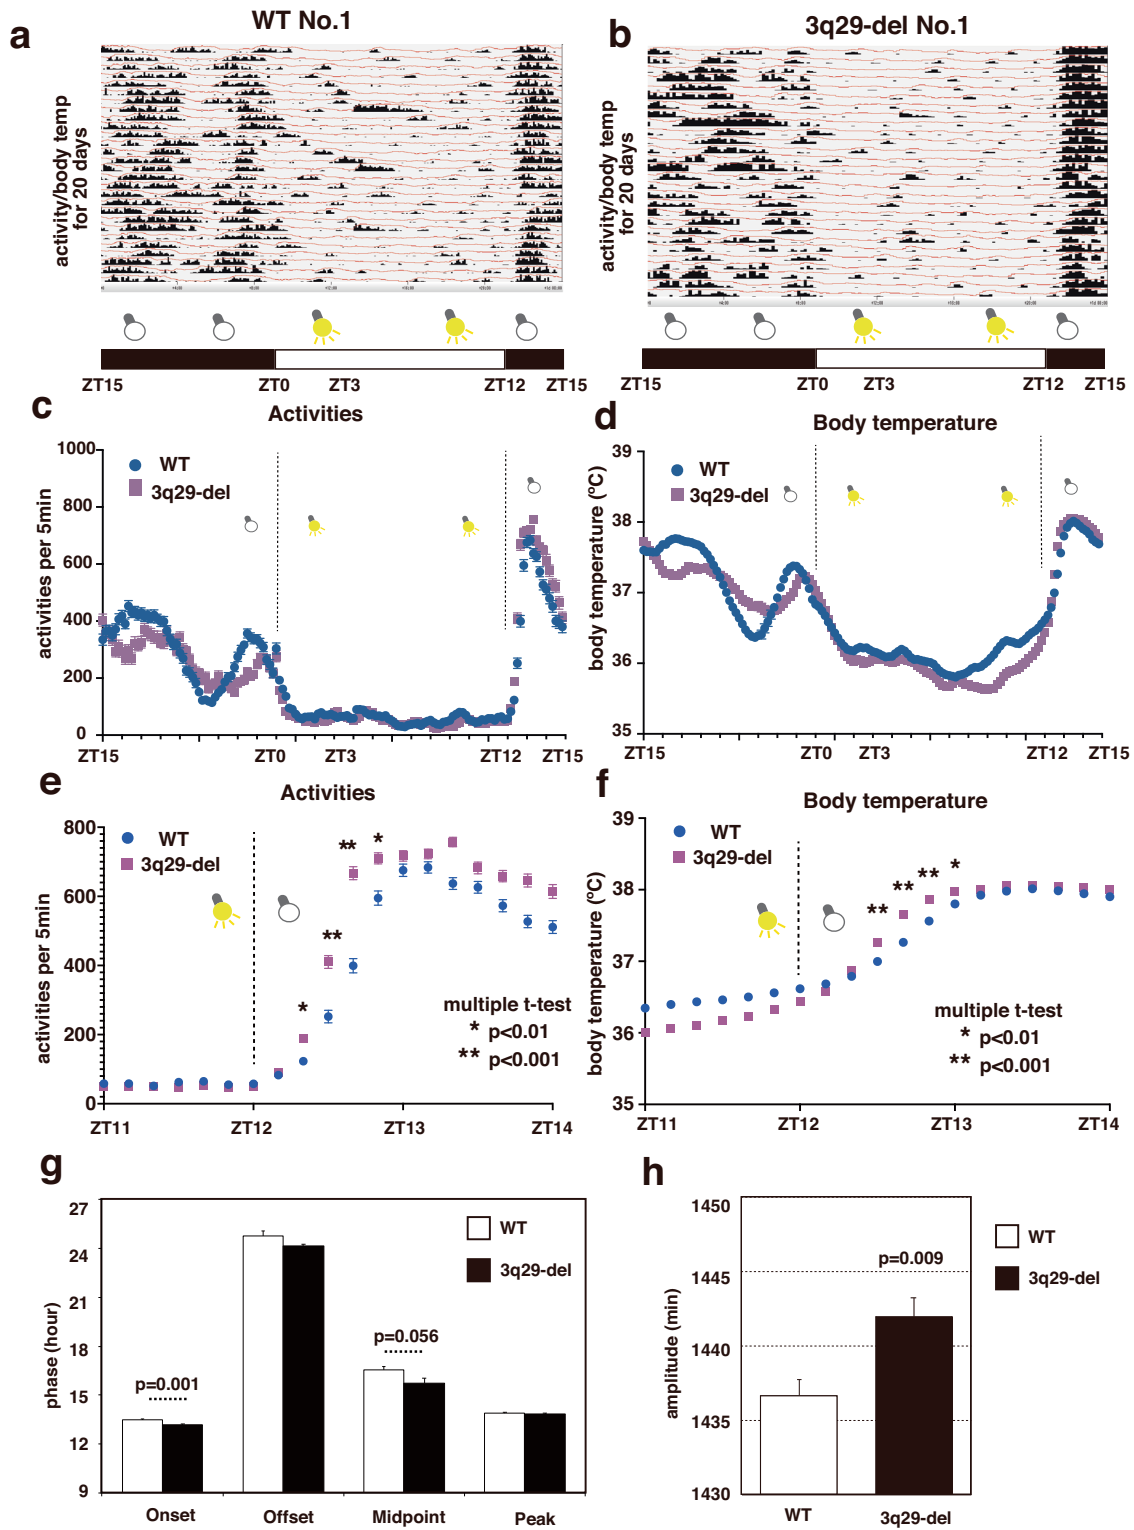 a
WT No.1
activity/body temp
for 20 days
ZT15
ZT0
ZT3
ZT12
ZT15
b
3q29-del No.1
activity/body temp
for 20 days
ZT15
ZT0
ZT3
ZT12
ZT15
c
Activities
WT
3q29-del
activities per 5min
1000
800
600
400
200
0
ZT15
ZT0
ZT3
ZT12
ZT15
d
Body temperature
WT
3q29-del
body temperature (ºC)
39
38
37
36
35
ZT15
ZT0
ZT3
ZT12
ZT15
e
Activities
WT
3q29-del
activities per 5min
800
600
400
200
0
*
**
**
*
multiple t-test
* p<0.01
** p<0.001
ZT11
ZT12
ZT13
ZT14
f
Body temperature
WT
3q29-del
body temperature (ºC)
39
38
37
36
35
**
**
**
*
multiple t-test
* p<0.01
** p<0.001
ZT11
ZT12
ZT13
ZT14
g
WT
3q29-del
phase (hour)
27
24
21
18
15
12
9
p=0.001
p=0.056
Onset
Offset
Midpoint
Peak
h
WT
3q29-del
amplitude (min)
1450
1445
1440
1435
1430
p=0.009
WT
3q29-del